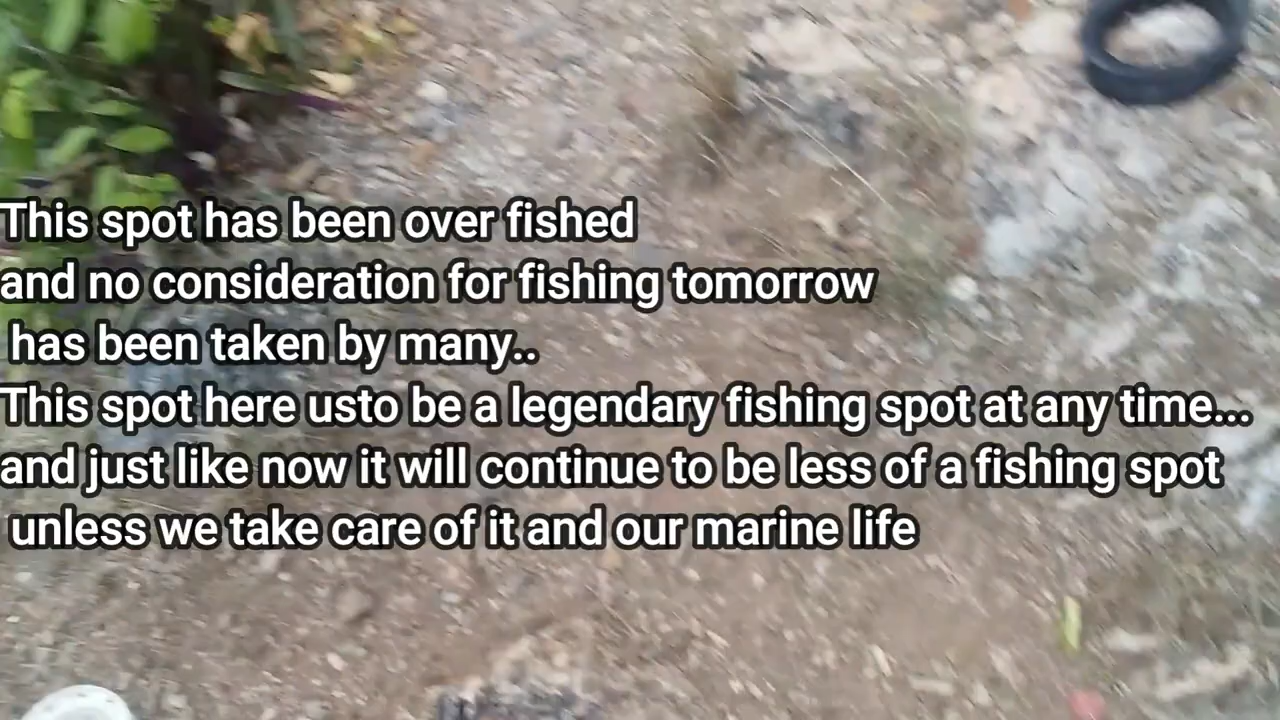 This spot has been over fished
and no consideration for fishing tomorrow
has been taken by many..
This spot here usto be a legendary fishing spot at any time...
and just like now it will continue to be less of a fishing spot
unless we take care of it and our marine life